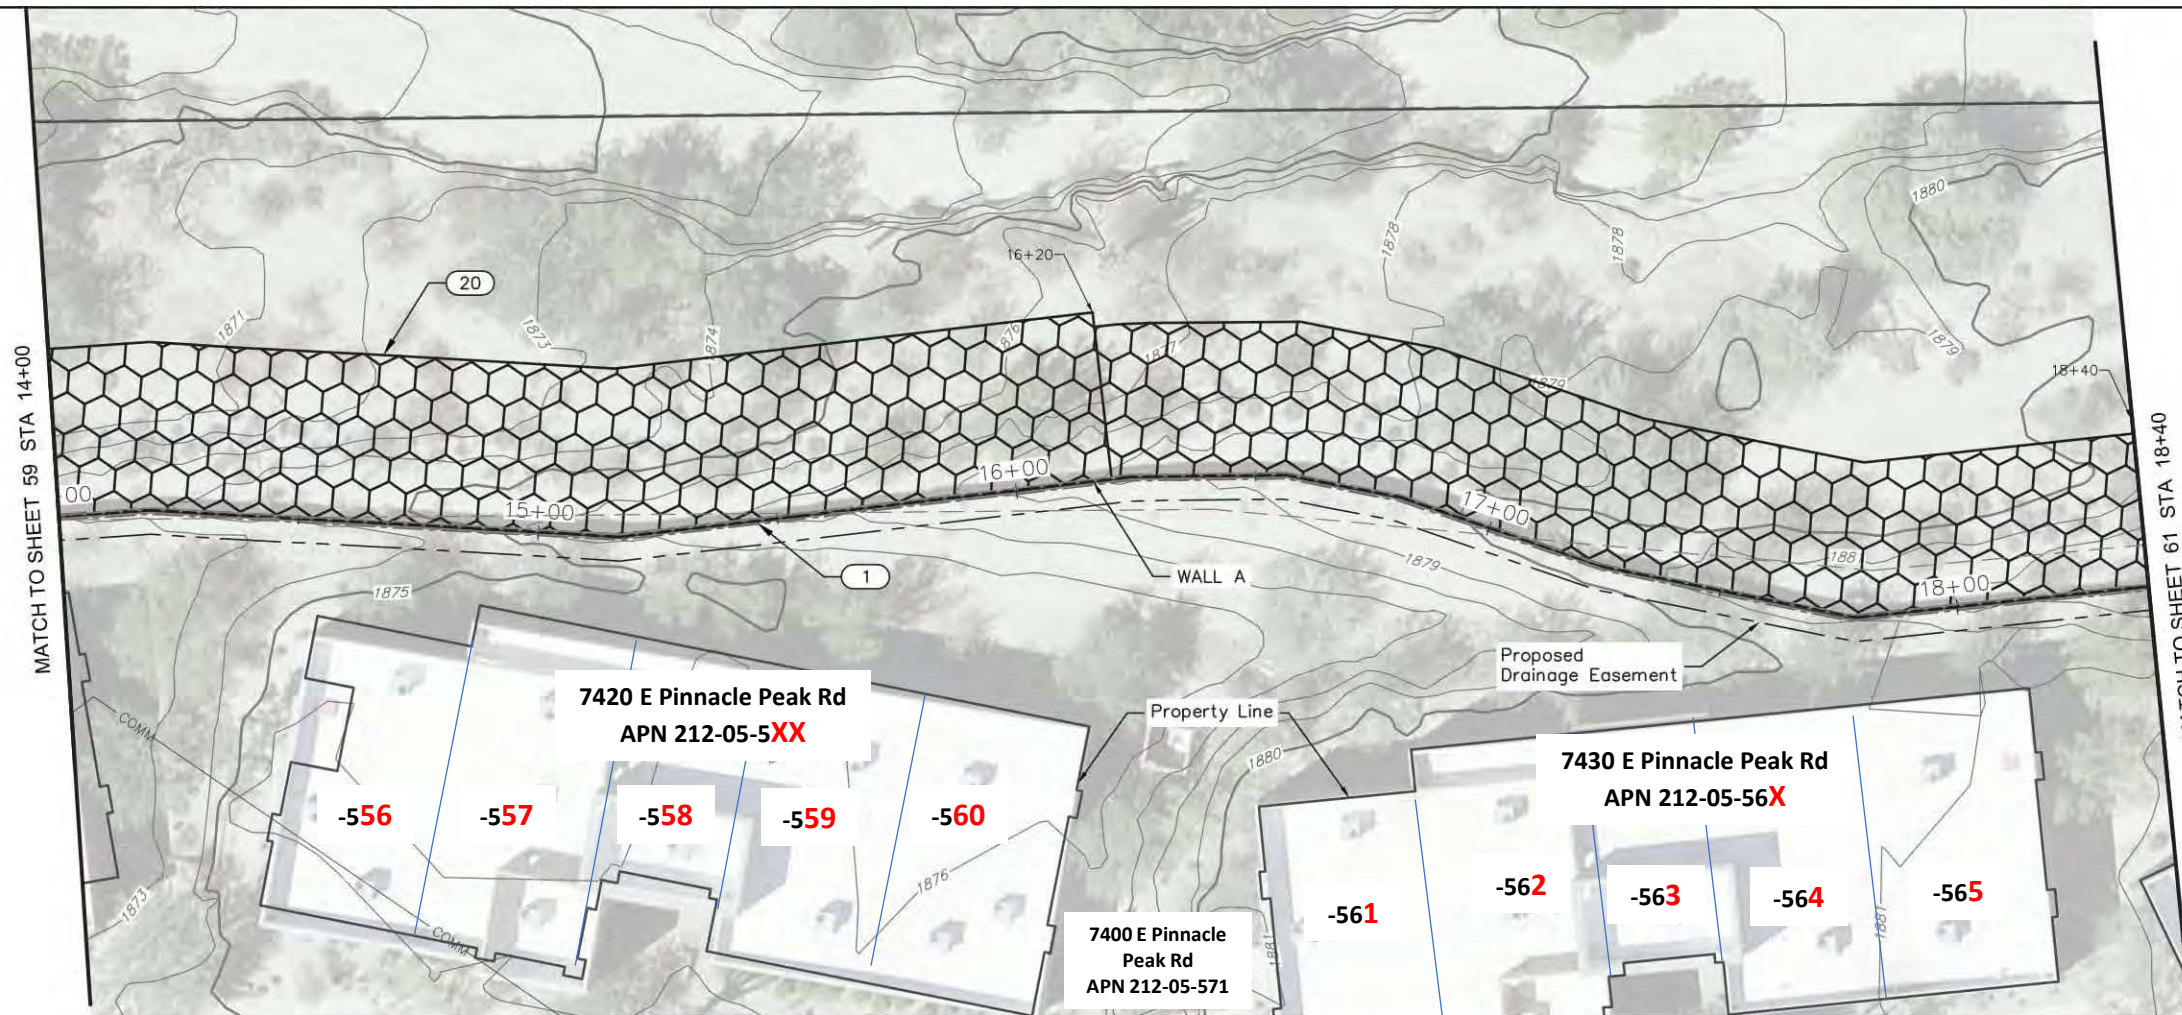 1880
1878
1878
16+20
20
1871
1873
1874
1876
1877
1879
1879
18+40
MATCH TO SHEET 59 STA 14+00
00
15+00
16+00
17+00
18+00
188
1
WALL A
1879
1875
Proposed
Drainage Easement
MATCH TO SHEET 61 STA 18+40
7420 E Pinnacle Peak Rd
APN 212-05-5XX
Property Line
7430 E Pinnacle Peak Rd
APN 212-05-56X
COMM
1880
-556
-557
-558
-559
-560
1876
1873
COMM
-561
-562
-563
-564
-565
1881
1881
7400 E Pinnacle
Peak Rd
APN 212-05-571